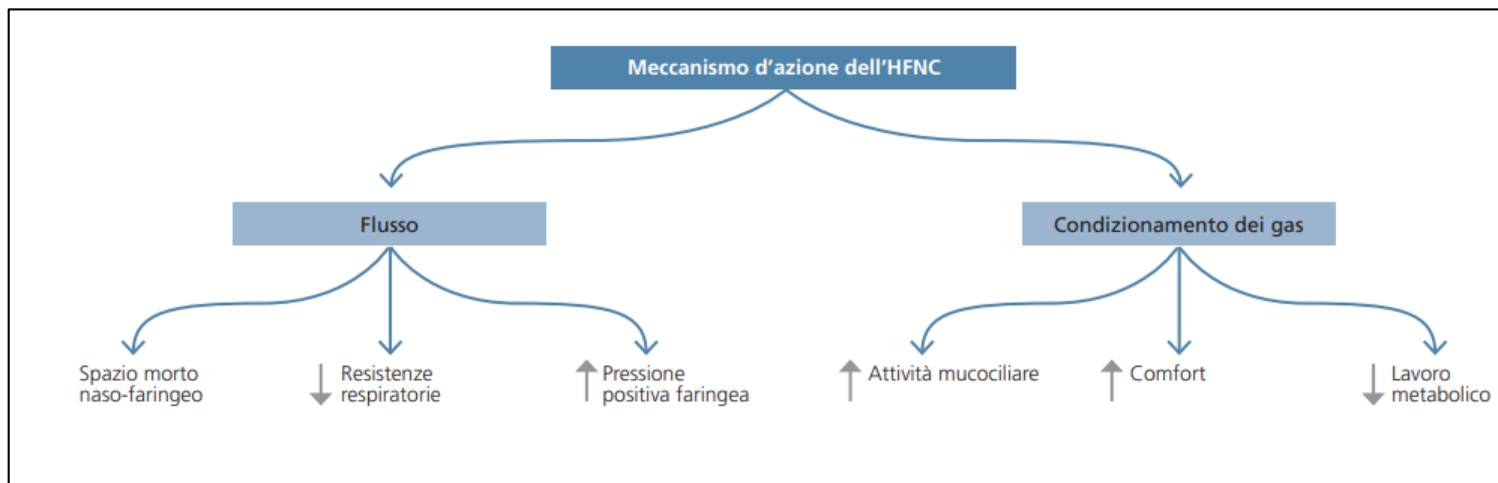 Meccanismo d'azione dell'HFNC
Flusso
Condizionamento dei gas
Spazio morto
naso-faringeo
Resistenze
respiratorie
Pressione
positiva faringea
Attività mucociliare
Comfort
Lavoro
metabolico